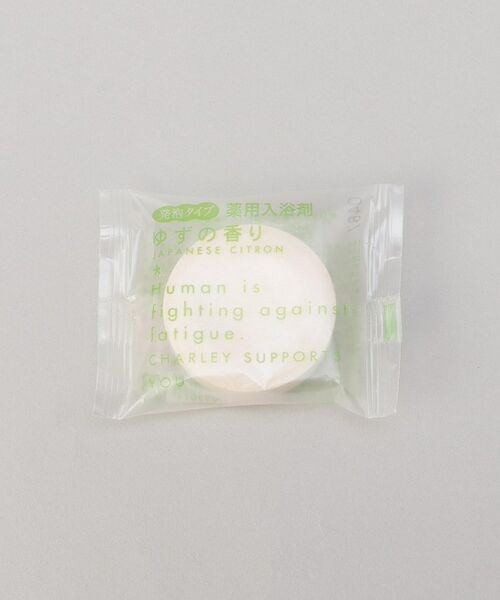 発泡タイプ 薬用入浴剤
ゆずの香り
JAPANESE CITRON
*
Human is
fighting against
fatigue.
CHARLEY SUPPORTS
YOU